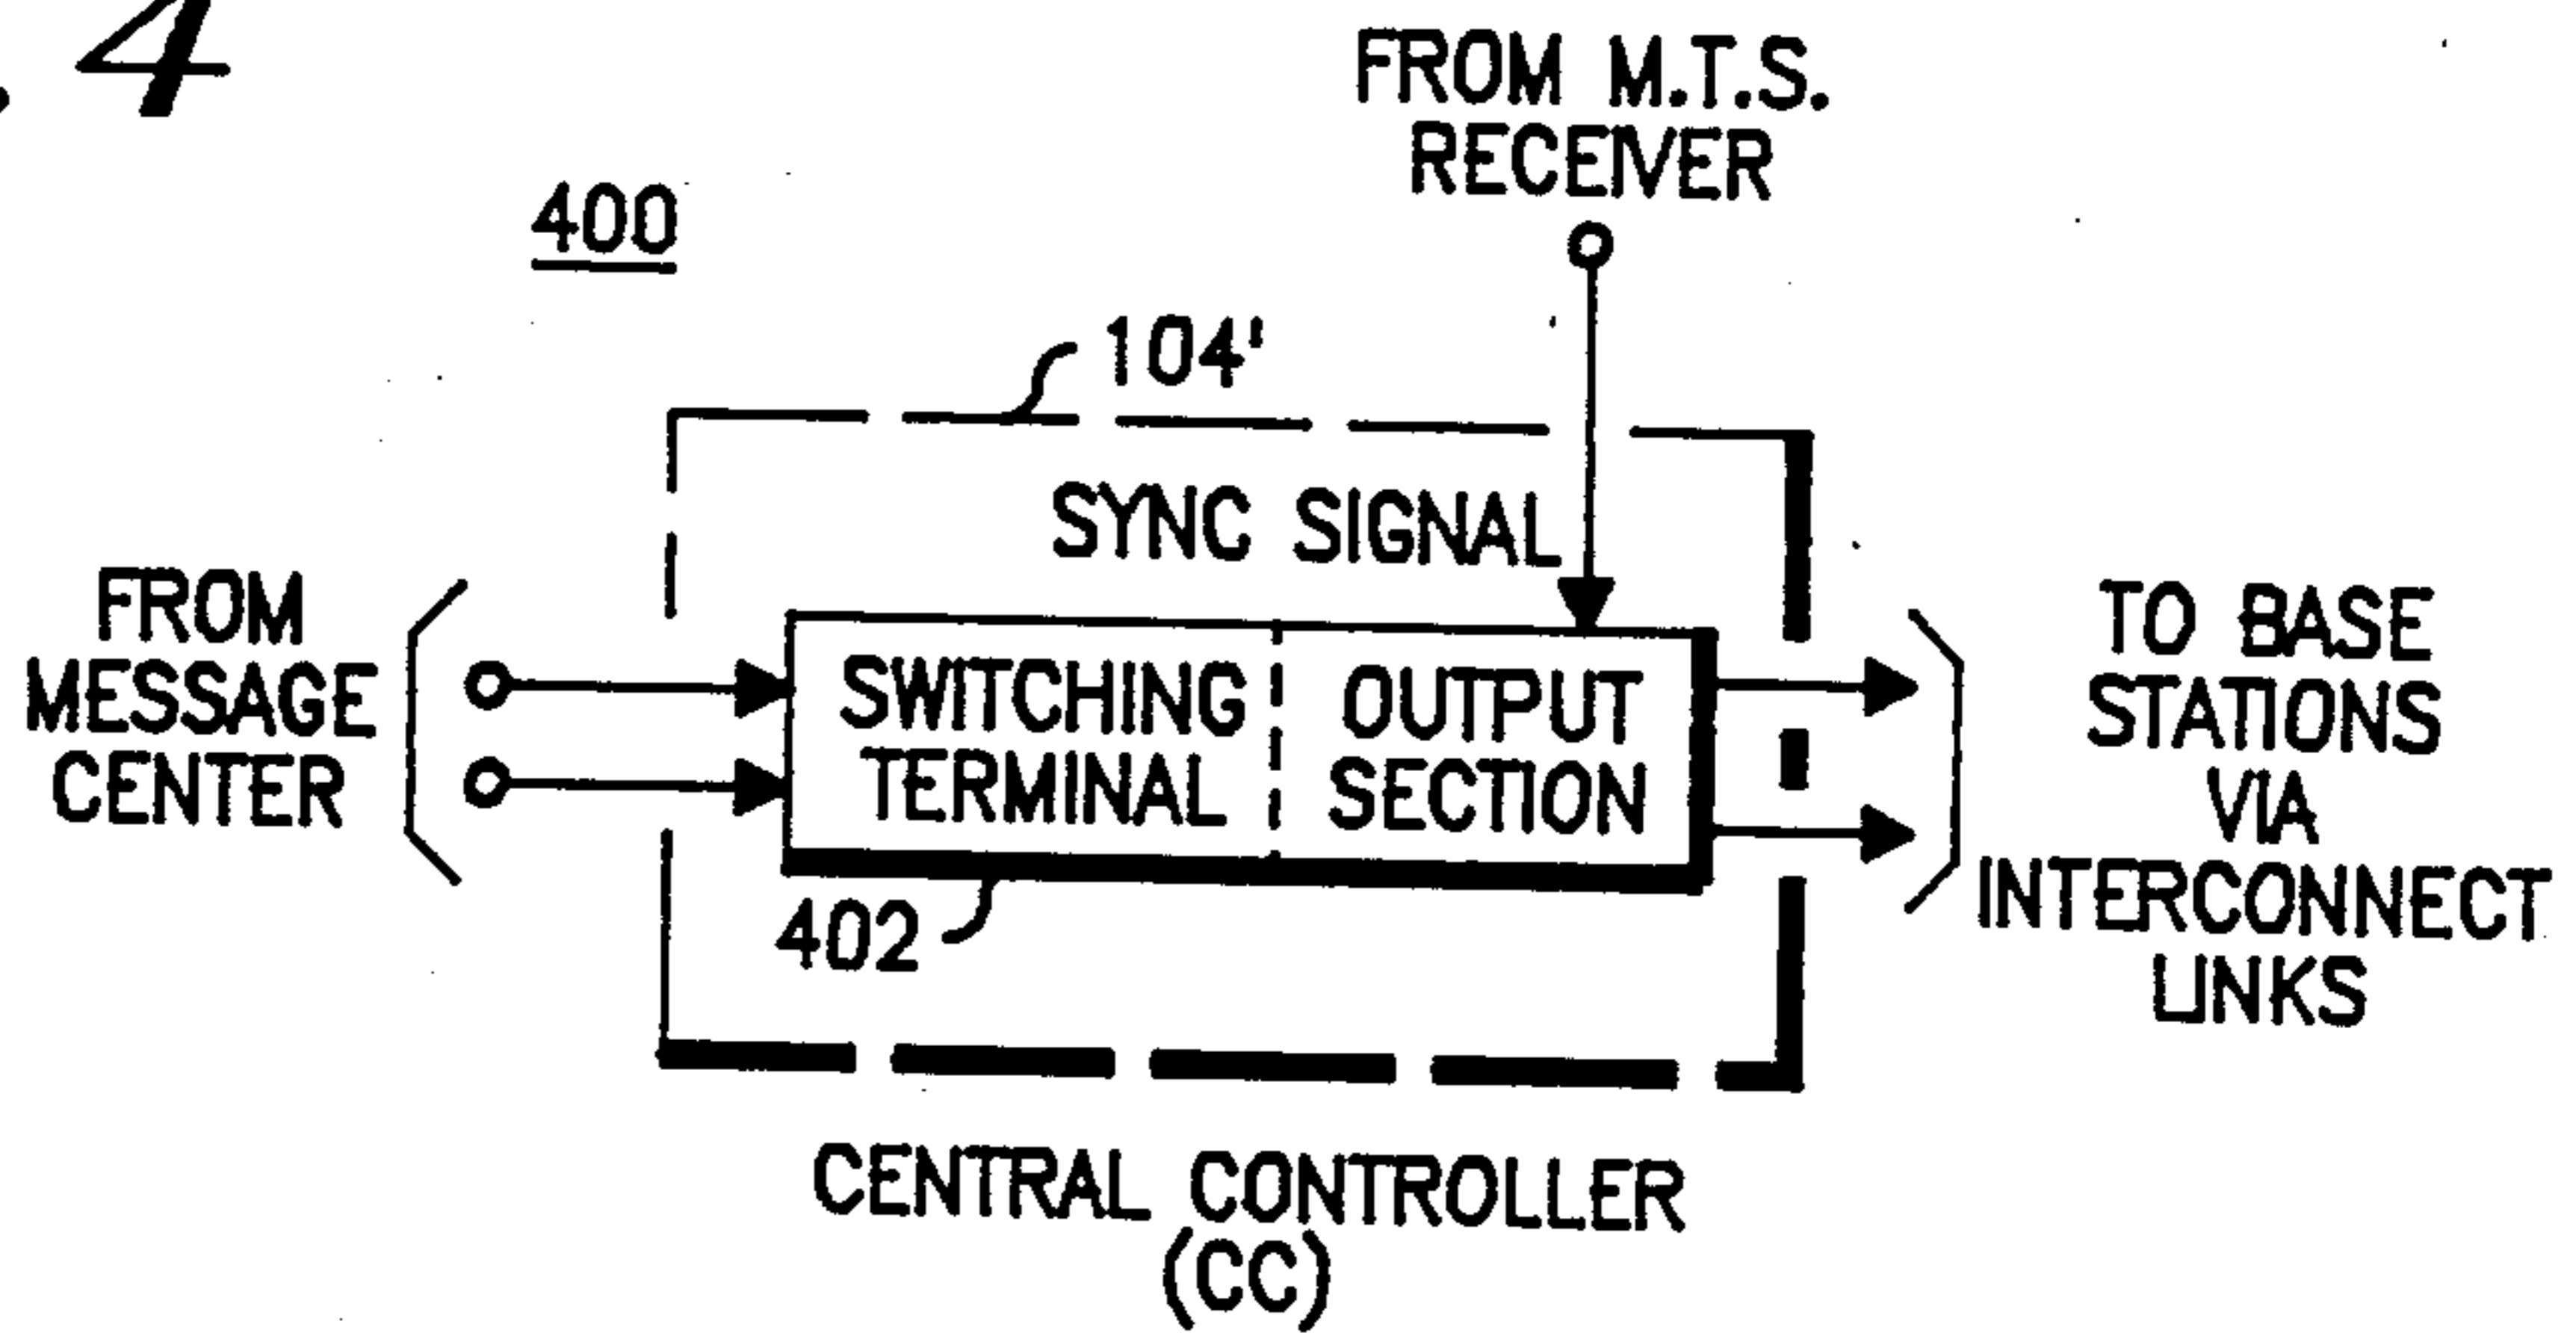 . 4
400
FROM M.T.S.
RECEIVER
104'
SYNC SIGNAL
FROM
MESSAGE
CENTER
SWITCHING
TERMINAL
OUTPUT
SECTION
402
TO BASE
STATIONS
VIA
INTERCONNECT
LINKS
CENTRAL CONTROLLER
(CC)